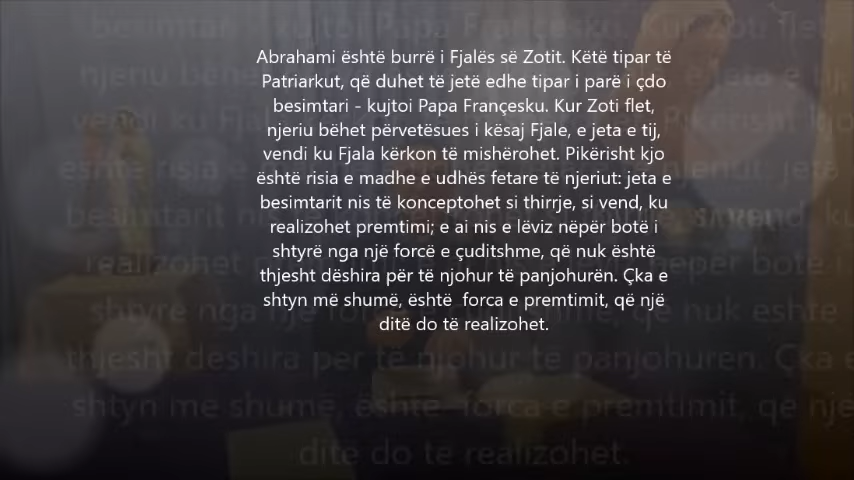 Abrahami është burrë i Fjalës së Zotit. Këtë tipar të
Patriarkut, që duhet të jetë edhe tipar i parë i çdo
besimtari - kujtoi Papa Françesku. Kur Zoti flet,
njeriu bëhet përvetësues i kësaj Fjale, e jeta e tij,
vendi ku Fjala kërkon të mishërohet. Pikërisht kjo
është risia e madhe e udhës fetare të njeriut: jeta e
besimtarit nis të konceptohet si thirrje, si vend, ku
realizohet premtimi; e ai nis e lëviz nëpër botë i
shtyrë nga një forcë e çuditshme, që nuk është
thjesht dëshira për të njohur të panjohurën. Çka e
shtyn më shumë, është  forca e premtimit, që një
ditë do të realizohet.